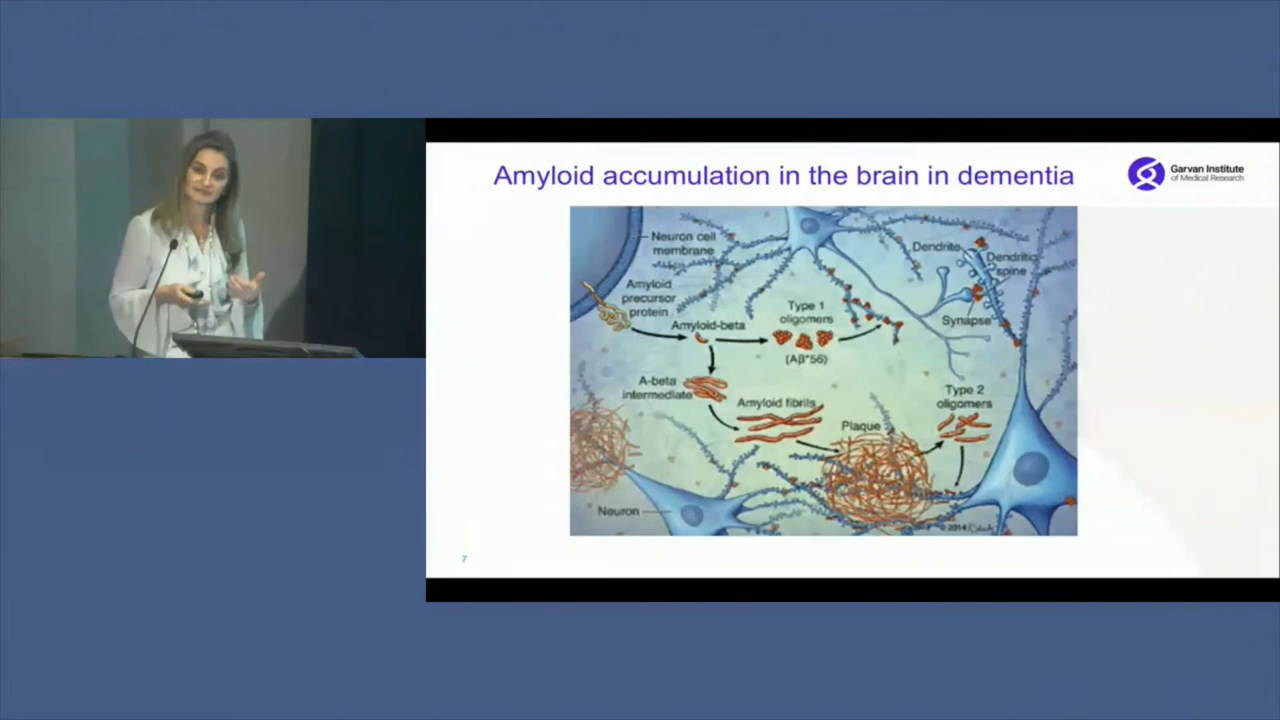 Amyloid accumulation in the brain in dementia
Garvan Institute
of Medical Research
Neuron cell
membrane
Dendrite
Dendritic
spine
Amyloid
precursor
protein
Type 1
oligomers
Amyloid-beta
Synapse
(Aβ*56)
A-beta
intermediate
Type 2
oligomers
Amyloid fibrils
Plaque
Neuron
© 2014
7